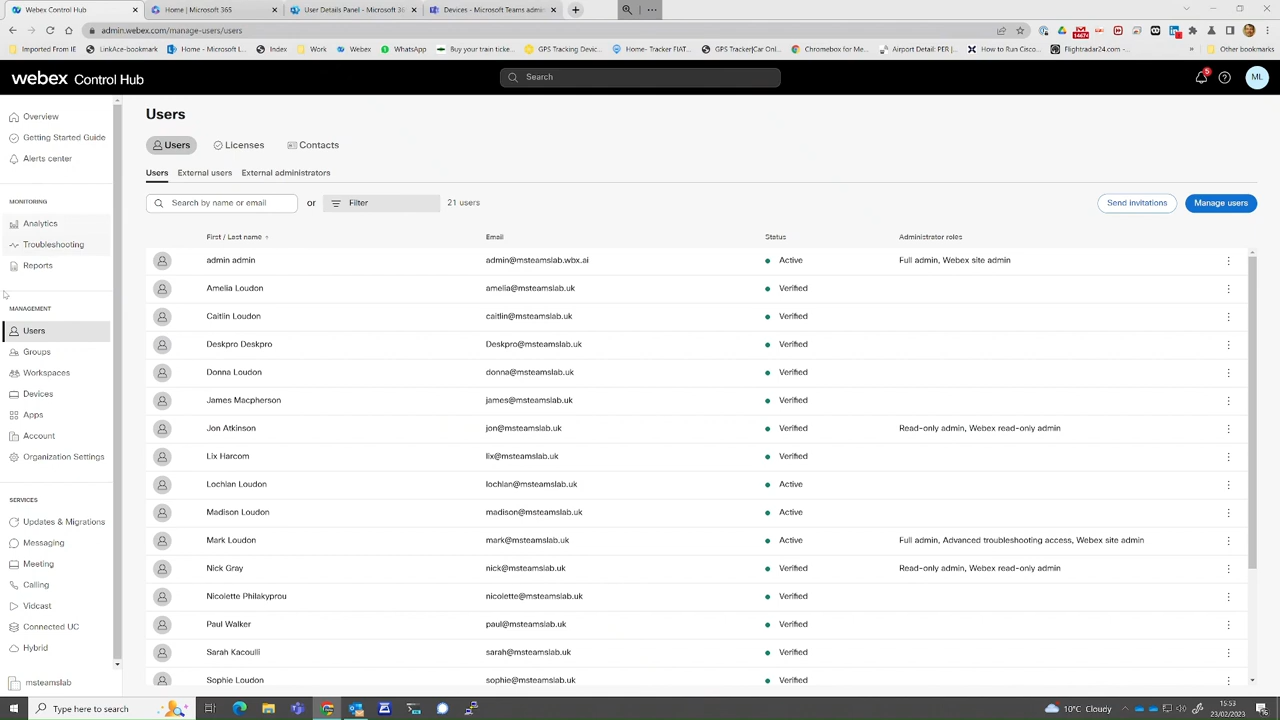 Webex Control Hub
Home | Microsoft 365
User Details Panel - Microsoft 36
Devices - Microsoft Teams admin
admin.webex.com/manage-users/users
Imported From IE
LinkAce-bookmark
Home - Microsoft L...
Index
Work
Webex
WhatsApp
Buy your train ticke...
GPS Tracking Devic...
Home- Tracker FIAT...
GPS Tracker|Car Onl...
Chromebox for Me...
Airport Detail: PER |...
How to Run Cisco...
Flightradar24.com -...
Other bookmarks
webex Control Hub
Search
5
ML
Overview
Getting Started Guide
Alerts center
MONITORING
Analytics
Troubleshooting
Reports
MANAGEMENT
Users
Groups
Workspaces
Devices
Apps
Account
Organization Settings
SERVICES
Updates & Migrations
Messaging
Meeting
Calling
Vidcast
Connected UC
Hybrid
msteamslab
Users
Users Licenses Contacts
Users External users External administrators
Search by name or email or Filter 21 users
Send invitations Manage users
First / Last name Email Status Administrator roles
admin admin admin@msteamslab.wbx.ai Active Full admin, Webex site admin
Amelia Loudon amelia@msteamslab.uk Verified
Caitlin Loudon caitlin@msteamslab.uk Verified
Deskpro Deskpro Deskpro@msteamslab.uk Verified
Donna Loudon donna@msteamslab.uk Verified
James Macpherson james@msteamslab.uk Verified
Jon Atkinson jon@msteamslab.uk Verified Read-only admin, Webex read-only admin
Lix Harcom lix@msteamslab.uk Verified
Lochlan Loudon lochlan@msteamslab.uk Active
Madison Loudon madison@msteamslab.uk Active
Mark Loudon mark@msteamslab.uk Active Full admin, Advanced troubleshooting access, Webex site admin
Nick Gray nick@msteamslab.uk Verified Read-only admin, Webex read-only admin
Nicolette Philakyprou nicolette@msteamslab.uk Verified
Paul Walker paul@msteamslab.uk Verified
Sarah Kacoulli sarah@msteamslab.uk Verified
Sophie Loudon sophie@msteamslab.uk Verified
Type here to search
10°C Cloudy
15:53
23/02/2023